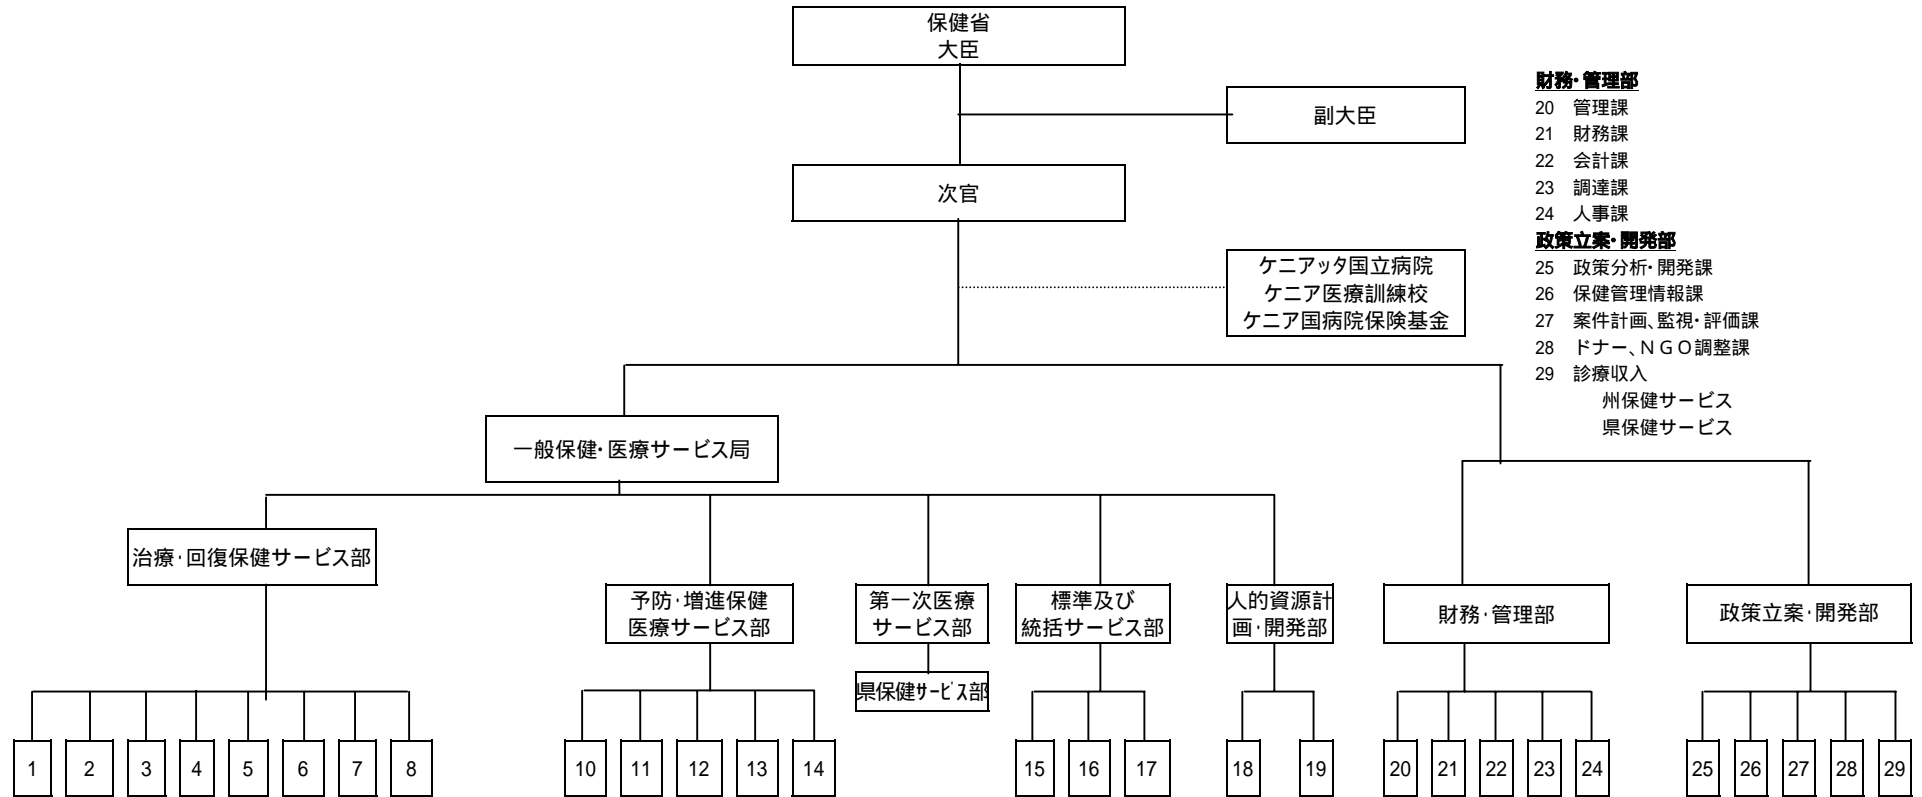 保健省
大臣
副大臣
次官
ケニアッタ国立病院
ケニア医療訓練校
ケニア国病院保険基金
財務・管理部
20 管理課
21 財務課
22 会計課
23 調達課
24 人事課
政策立案・開発部
25 政策分析・開発課
26 保健管理情報課
27 案件計画、監視・評価課
28 ドナー、NGO調整課
29 診療収入
州保健サービス
県保健サービス
一般保健・医療サービス局
治療・回復保健サービス部
予防・増進保健
医療サービス部
第一次医療
サービス部
県保健ｻｰﾋﾞｽ部
標準及び
統括サービス部
人的資源計
画・開発部
財務・管理部
政策立案・開発部
1 2 3 4 5 6 7 8 10 11 12 13 14 15 16 17 18 19 20 21 22 23 24 25 26 27 28 29